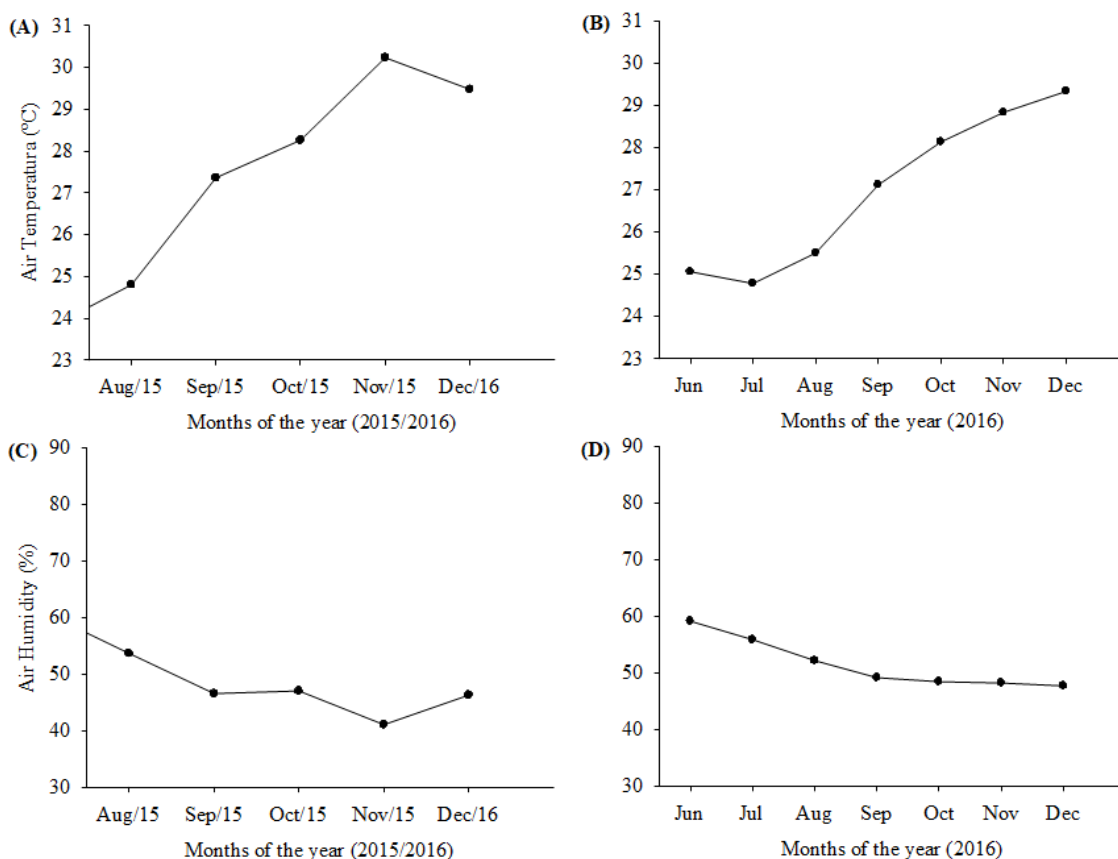 (A)
31
30
29
28
27
26
25
24
23
Air Temperatura (ºC)
Aug/15 Sep/15 Oct/15 Nov/15 Dec/16
Months of the year (2015/2016)
(B)
31
30
29
28
27
26
25
24
23
Jun Jul Aug Sep Oct Nov Dec
Months of the year (2016)
(C)
90
80
70
60
50
40
30
Air Humidity (%)
Aug/15 Sep/15 Oct/15 Nov/15 Dec/16
Months of the year (2015/2016)
(D)
90
80
70
60
50
40
30
Jun Jul Aug Sep Oct Nov Dec
Months of the year (2016)